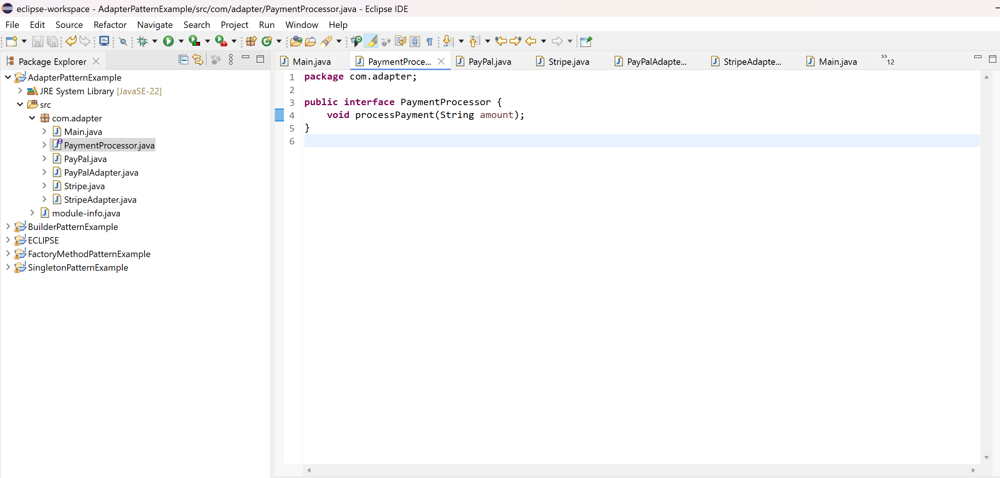 eclipse-workspace - AdapterPatternExample/src/com/adapter/PaymentProcessor.java - Eclipse IDE
File Edit Source Refactor Navigate Search Project Run Window Help
Package Explorer
AdapterPatternExample
JRE System Library [JavaSE-22]
src
com.adapter
Main.java
PaymentProcessor.java
PayPal.java
PayPalAdapter.java
Stripe.java
StripeAdapter.java
module-info.java
BuilderPatternExample
ECLIPSE
FactoryMethodPatternExample
SingletonPatternExample
Main.java PaymentProce... PayPal.java Stripe.java PayPalAdapte... StripeAdapte... Main.java »12
1 package com.adapter;
2
3 public interface PaymentProcessor {
4 void processPayment(String amount);
5 }
6